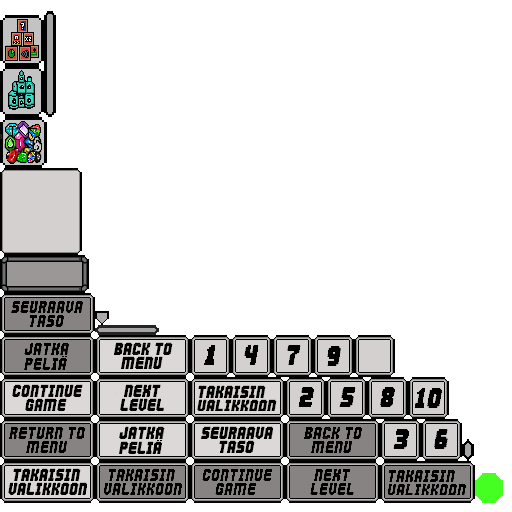 ?
X2
SEURAAVA
TASO
JATKA
PELIÄ
BACK TO
MENU
1
4
7
9
CONTINUE
GAME
NEXT
LEVEL
TAKAISIN
VALIKKOON
2
5
8
10
RETURN TO
MENU
JATKA
PELIÄ
SEURAAVA
TASO
BACK TO
MENU
3
6
TAKAISIN
VALIKKOON
TAKAISIN
VALIKKOON
CONTINUE
GAME
NEXT
LEVEL
TAKAISIN
VALIKKOON